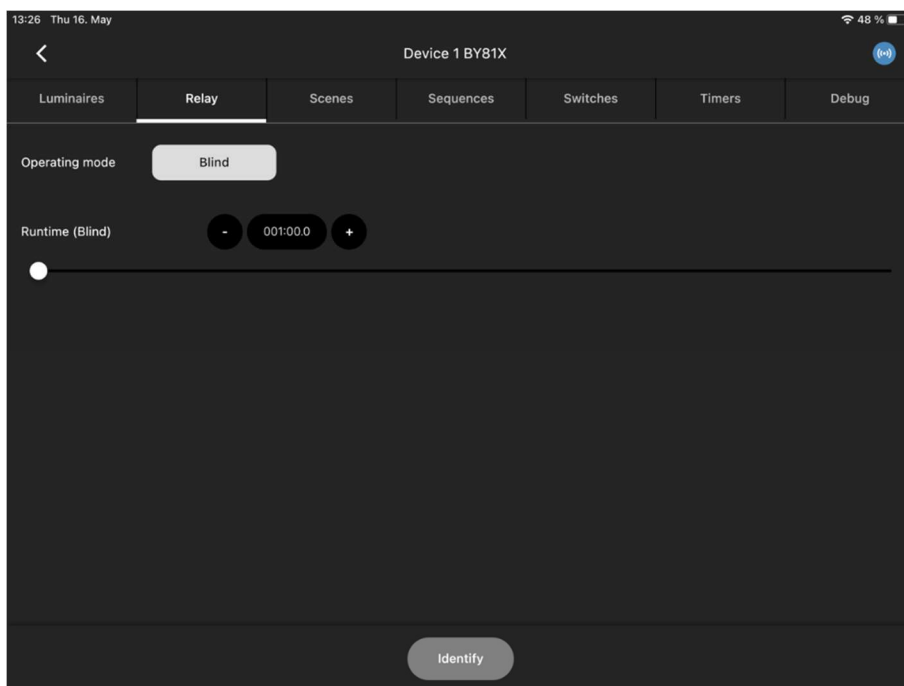 13:26 Thu 16. May 48 %
Device 1 BY81X
Luminaires Relay Scenes Sequences Switches Timers Debug
Operating mode Blind
Runtime (Blind) - 001:00.0 +
Identify